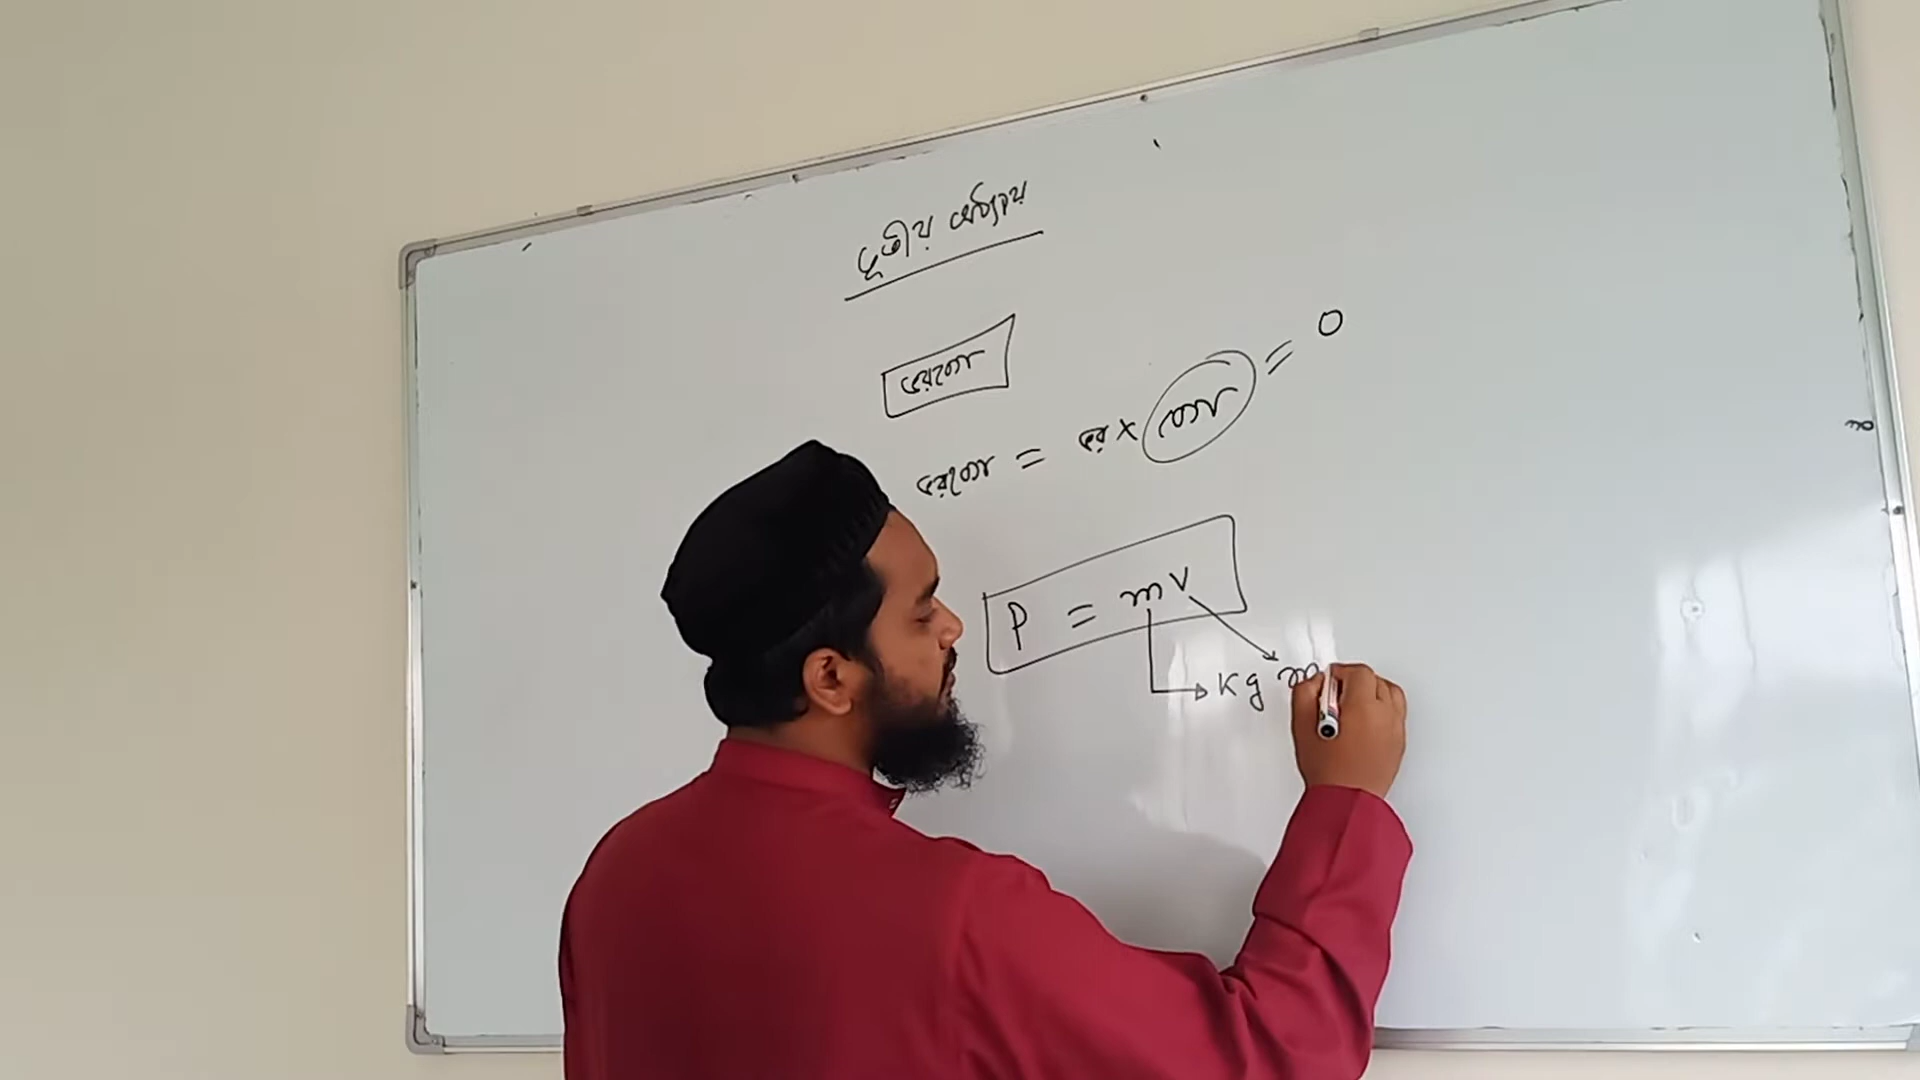 তৃতীয় অধ্যায়
ভরবেগ
ভরবেগ = ভর × বেগ = 0
P = mv
Kg m